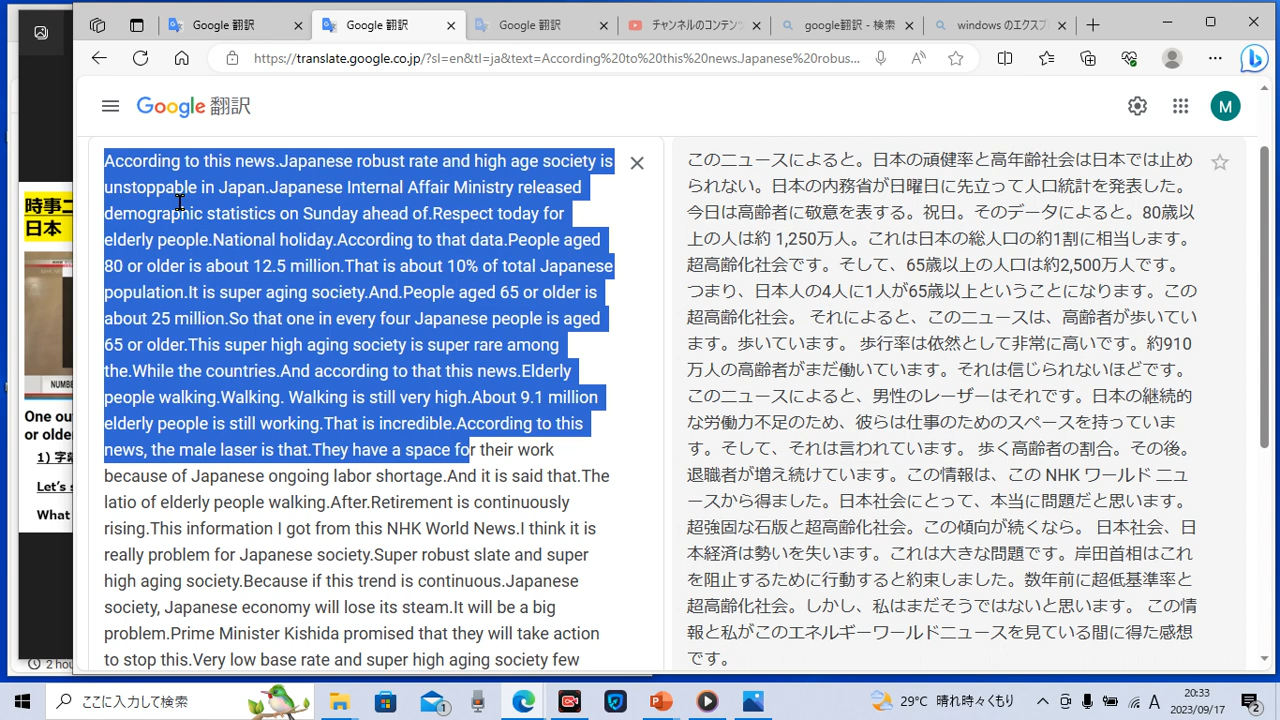 Google 翻訳
Google 翻訳
Google 翻訳
チャンネルのコンテンツ
google翻訳 - 検索
windows のエクスプ
https://translate.google.co.jp/?sl=en&tl=ja&text=According%20to%20this%20news.Japanese%20robus...
Google 翻訳
M
According to this news.Japanese robust rate and high age society is
unstoppable in Japan.Japanese Internal Affair Ministry released
demographic statistics on Sunday ahead of.Respect today for
elderly people.National holiday.According to that data.People aged
80 or older is about 12.5 million.That is about 10% of total Japanese
population.It is super aging society.And.People aged 65 or older is
about 25 million.So that one in every four Japanese people is aged
65 or older.This super high aging society is super rare among
the.While the countries.And according to that this news.Elderly
people walking.Walking. Walking is still very high.About 9.1 million
elderly people is still working.That is incredible.According to this
news, the male laser is that.They have a space for their work
because of Japanese ongoing labor shortage.And it is said that.The
latio of elderly people walking.After.Retirement is continuously
rising.This information I got from this NHK World News.I think it is
really problem for Japanese society.Super robust slate and super
high aging society.Because if this trend is continuous.Japanese
society, Japanese economy will lose its steam.It will be a big
problem.Prime Minister Kishida promised that they will take action
to stop this.Very low base rate and super high aging society few
このニュースによると。日本の頑健率と高年齢社会は日本では止め
られない。日本の内務省が日曜日に先立って人口統計を発表した。
今日は高齢者に敬意を表する。祝日。そのデータによると。80歳以
上の人は約 1,250万人。これは日本の総人口の約1割に相当します。
超高齢化社会です。そして、65歳以上の人口は約2,500万人です。
つまり、日本人の4人に1人が65歳以上ということになります。この
超高齢化社会。 それによると、このニュースは、高齢者が歩いてい
ます。歩いています。 歩行率は依然として非常に高いです。約910
万人の高齢者がまだ働いています。それは信じられないほどです。
このニュースによると、男性のレーザーはそれです。日本の継続的
な労働力不足のため、彼らは仕事のためのスペースを持っていま
す。そして、それは言われています。 歩く高齢者の割合。その後。
退職者が増え続けています。この情報は、この NHK ワールド ニュ
ースから得ました。日本社会にとって、本当に問題だと思います。
超強固な石版と超高齢化社会。この傾向が続くなら。 日本社会、日
本経済は勢いを失います。これは大きな問題です。岸田首相はこれ
を阻止するために行動すると約束しました。数年前に超低基準率と
超高齢化社会。しかし、私はまだそうではないと思います。 この情
報と私がこのエネルギーワールドニュースを見ている間に得た感想
です。
時事ニ
日本
NUMBE
One ou
or older
1) 字幕
Let's s
What
2 hou
ここに入力して検索
1
29°C 晴れ時々くもり
A
20:33
2023/09/17
2